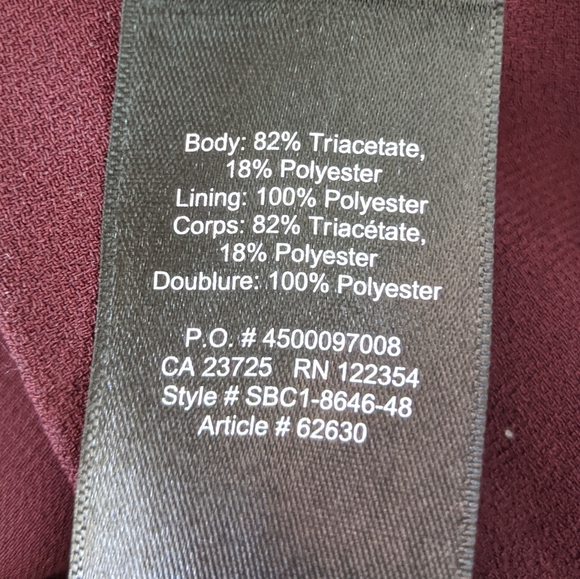 Body: 82% Triacetate,
18% Polyester
Lining: 100% Polyester
Corps: 82% Triacétate,
18% Polyester
Doublure: 100% Polyester
P.O. # 4500097008
CA 23725 RN 122354
Style # SBC1-8646-48
Article # 62630